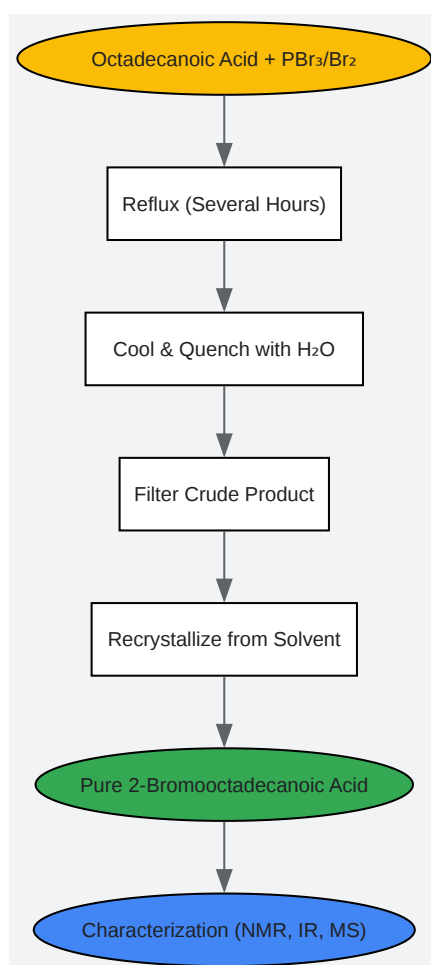 Octadecanoic Acid + PBr₃/Br₂
Reflux (Several Hours)
Cool & Quench with H₂O
Filter Crude Product
Recrystallize from Solvent
Pure 2-Bromooctadecanoic Acid
Characterization (NMR, IR, MS)